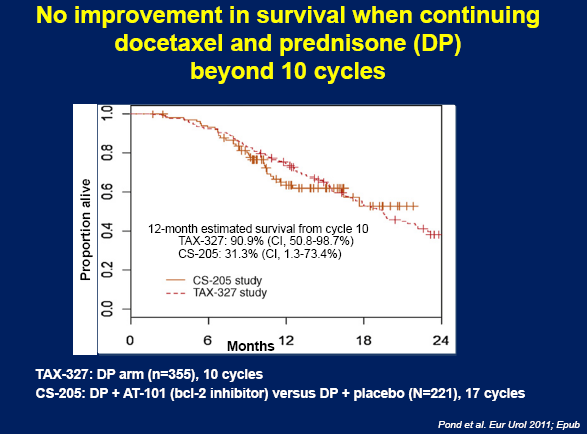 No improvement in survival when continuing
docetaxel and prednisone (DP)
beyond 10 cycles
Proportion alive
1.0
0.8
0.6
0.4
0.2
0.0
12-month estimated survival from cycle 10
TAX-327: 90.9% (CI, 50.8-98.7%)
CS-205: 31.3% (CI, 1.3-73.4%)
CS-205 study
TAX-327 study
0 6 12 18 24
Months
TAX-327: DP arm (n=355), 10 cycles
CS-205: DP + AT-101 (bcl-2 inhibitor) versus DP + placebo (N=221), 17 cycles
Pond et al. Eur Urol 2011; Epub